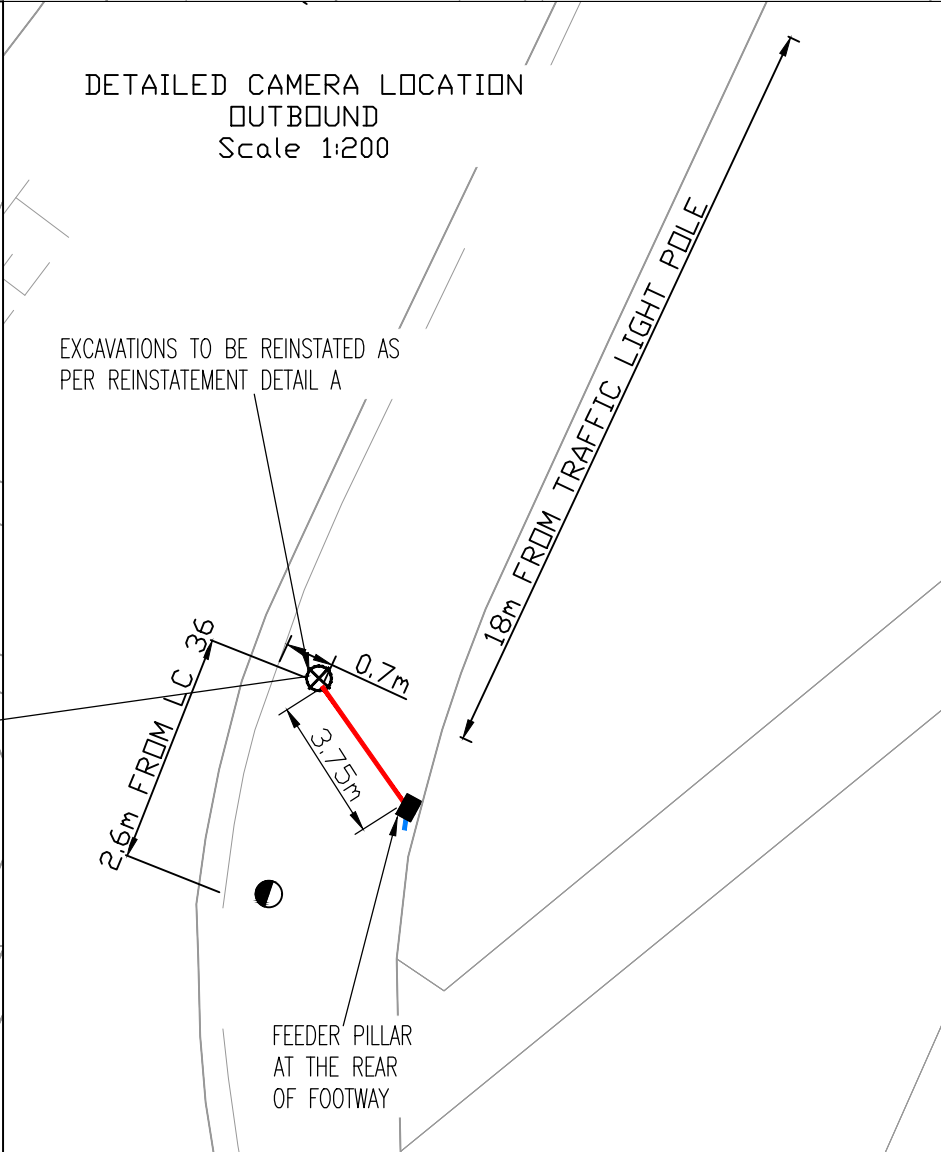 DETAILED CAMERA LOCATION
OUTBOUND
Scale 1:200
18m FROM TRAFFIC LIGHT POLE
EXCAVATIONS TO BE REINSTATED AS
PER REINSTATEMENT DETAIL A
2.6m FROM LC 36
0.7m
3.75m
FEEDER PILLAR
AT THE REAR
OF FOOTWAY